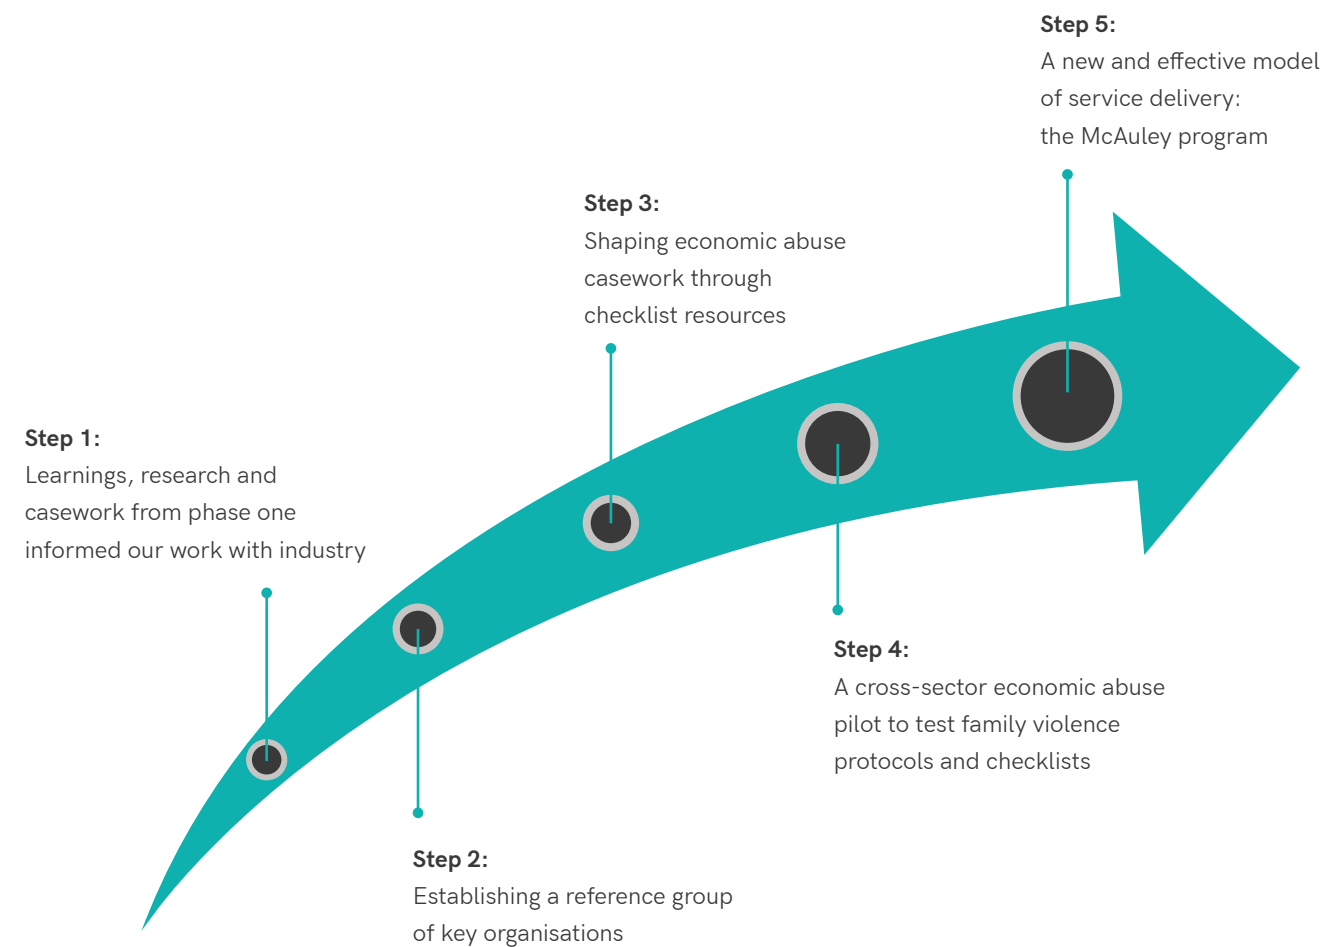 Step 1:
Learnings, research and
casework from phase one
informed our work with industry
Step 2:
Establishing a reference group
of key organisations
Step 3:
Shaping economic abuse
casework through
checklist resources
Step 4:
A cross-sector economic abuse
pilot to test family violence
protocols and checklists
Step 5:
A new and effective model
of service delivery:
the McAuley program